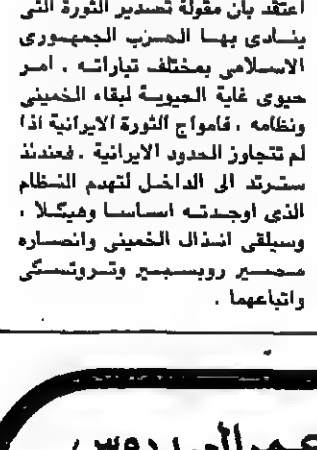 اعتقد بأن مقولة تصدير الثورة التي
ينادي بها الحزب الجمهوري
الاسلامي بمختلف تياراته . امر
حيوي غاية الحيوية لبقاء الخميني
ونظامه ، فامواج الثورة الايرانية اذا
لم تتجاوز الحدود الايرانية . فعندئذ
سترتد الى الداخل لتهدم النظام
الذي اوجدته اساسا وهيكلا ،
وسيلقى انذال الخميني وانصاره
مصير روبسبير وتروتستكي
واتباعهما .